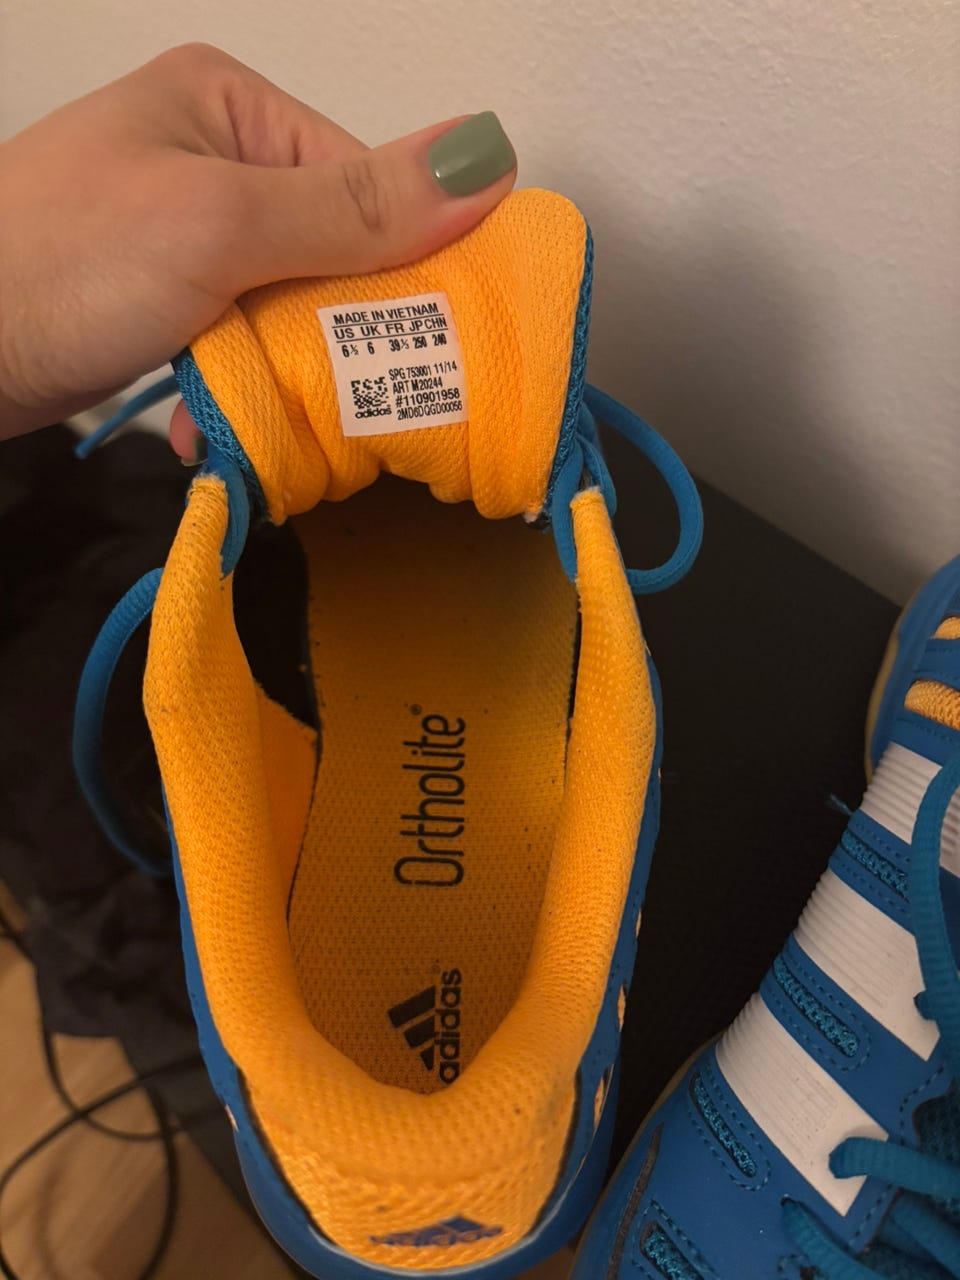 MADE IN VIETNAM
US UK FR JP CHN
6½ 6 39⅓ 250 240
SPG 753001 11/14
ART M20244
#110901958
adidas®
2MD6DQGD00056
Ortholite®
adidas